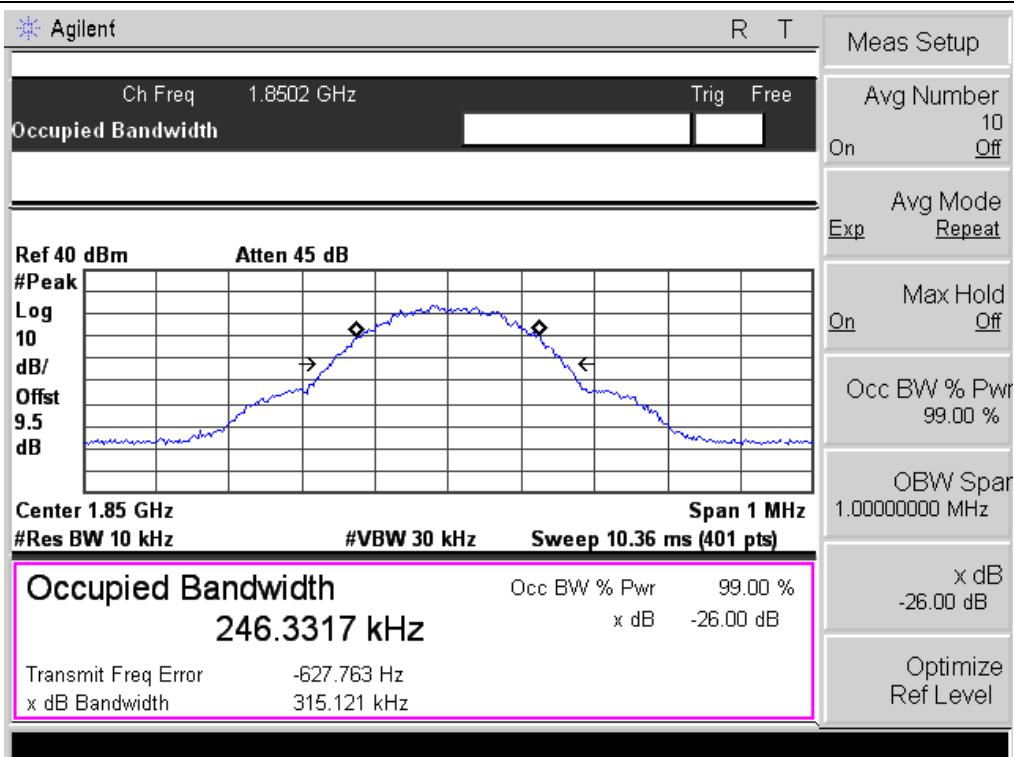 Agilent R T
Ch Freq 1.8502 GHz Trig Free
Occupied Bandwidth
Ref 40 dBm Atten 45 dB
#Peak
Log
10
dB/
Offst
9.5
dB
Center 1.85 GHz Span 1 MHz
#Res BW 10 kHz #VBW 30 kHz Sweep 10.36 ms (401 pts)
Occupied Bandwidth Occ BW % Pwr 99.00 %
246.3317 kHz x dB -26.00 dB
Transmit Freq Error -627.763 Hz
x dB Bandwidth 315.121 kHz
Meas Setup
Avg Number
10
On Off
Avg Mode
Exp Repeat
Max Hold
On Off
Occ BW % Pwr
99.00 %
OBW Span
1.00000000 MHz
x dB
-26.00 dB
Optimize
Ref Level